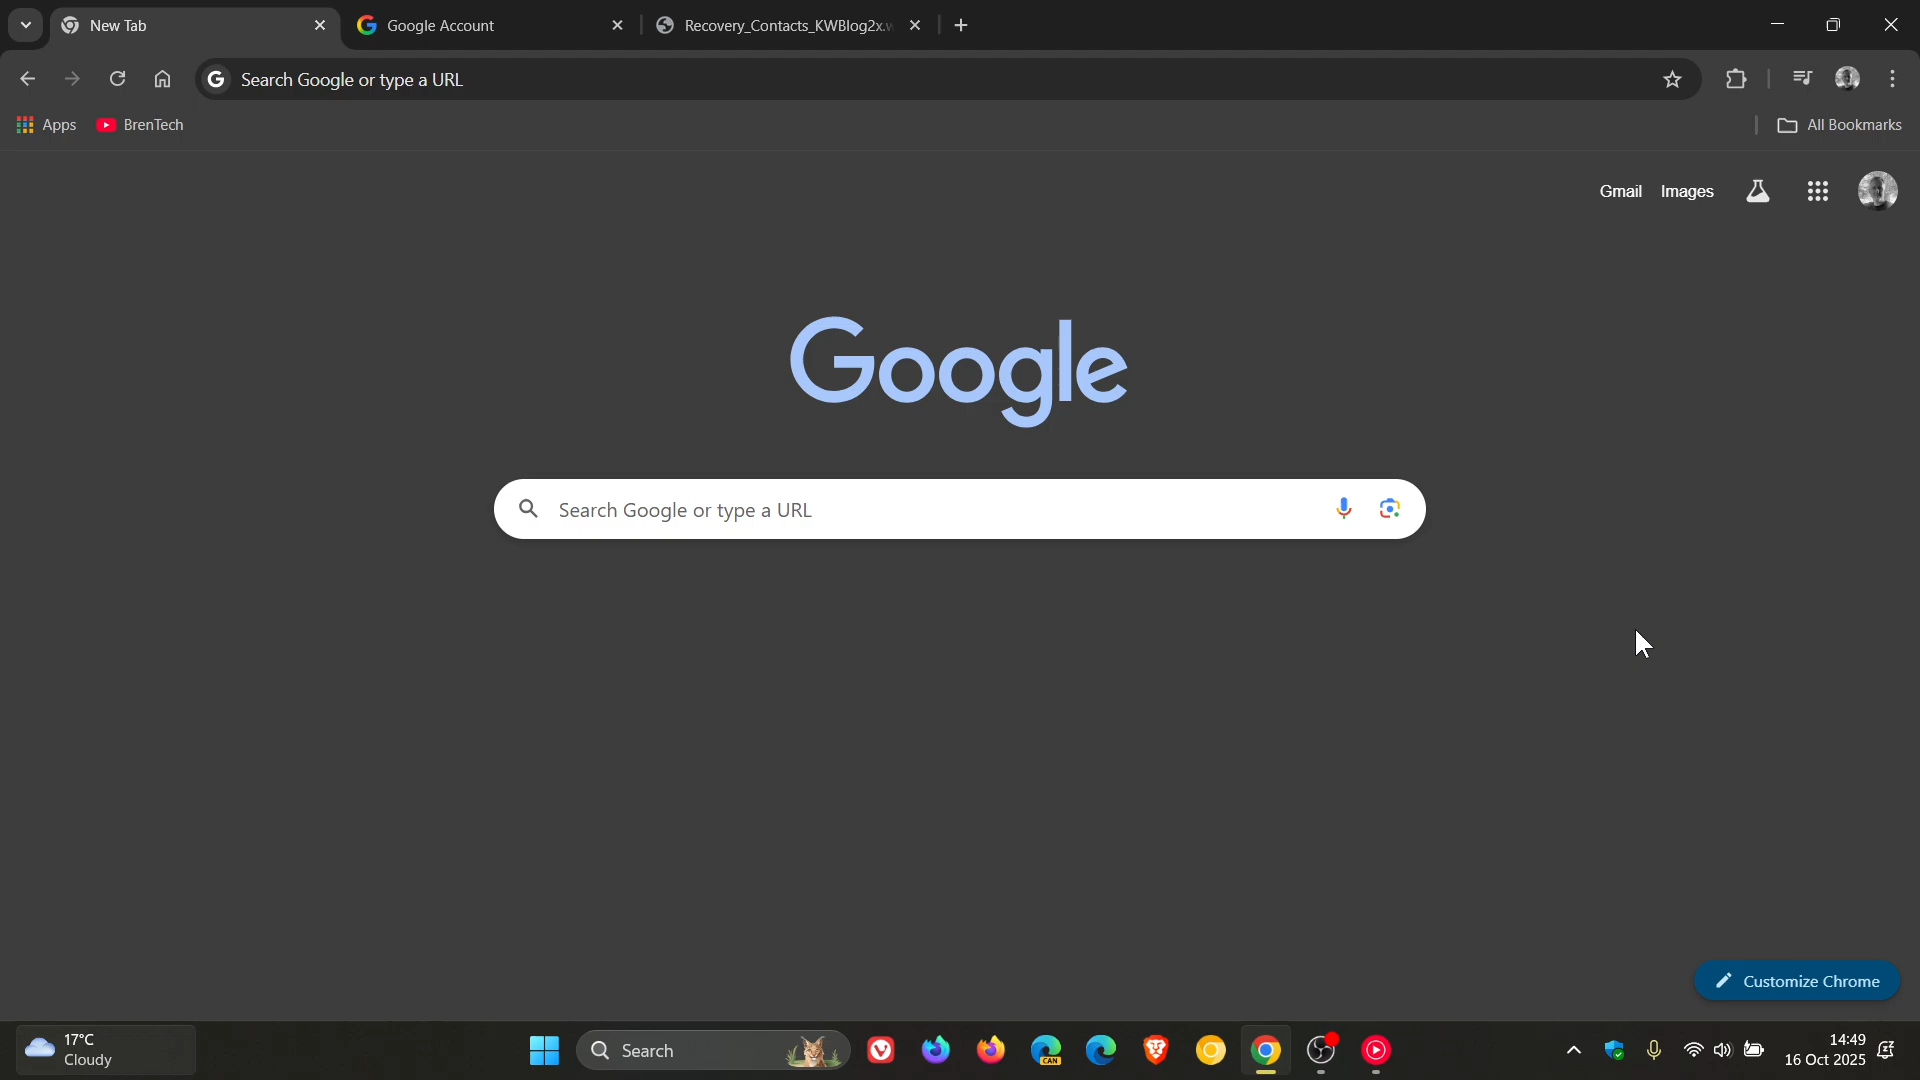 New Tab
Google Account
Recovery_Contacts_KWBlog2x.w
Search Google or type a URL
Apps
BrenTech
All Bookmarks
Gmail
Images
Google
Search Google or type a URL
Customize Chrome
17°C
Cloudy
Search
CAN
14:49
16 Oct 2025